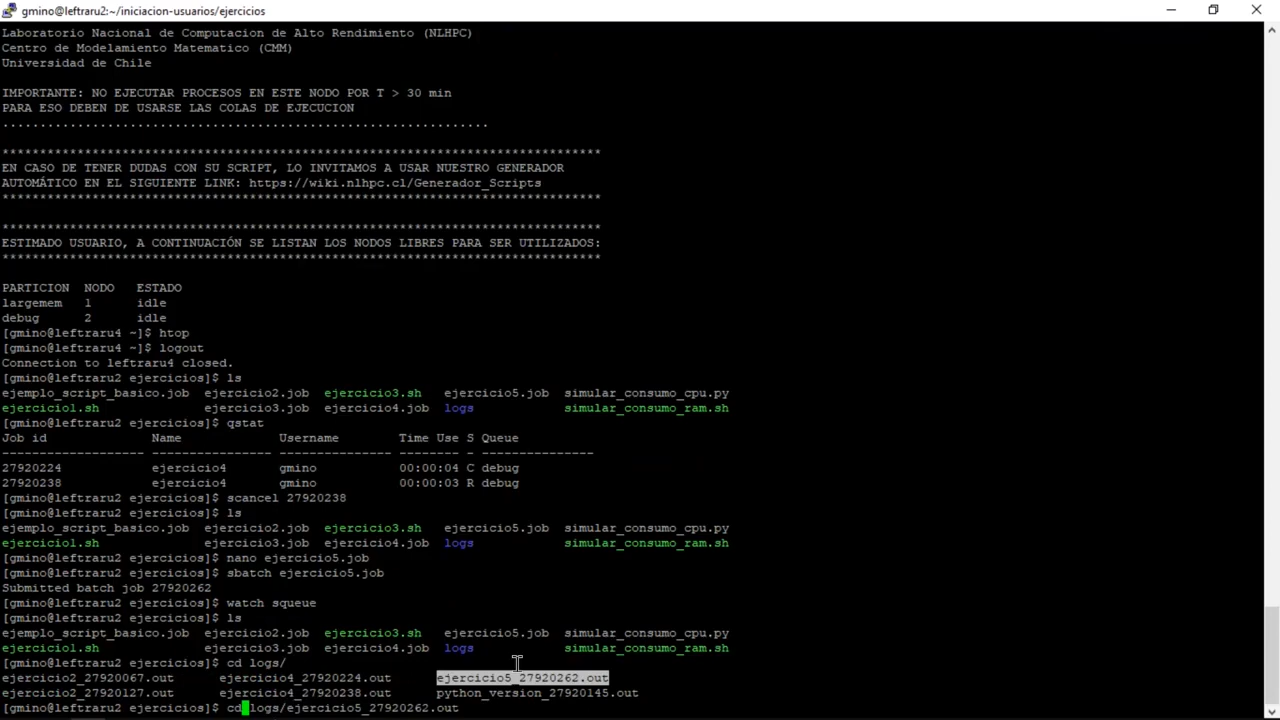 gmino@leftraru2:~/iniciacion-usuarios/ejercicios
Laboratorio Nacional de Computacion de Alto Rendimiento (NLHPC)
Centro de Modelamiento Matematico (CMM)
Universidad de Chile
IMPORTANTE: NO EJECUTAR PROCESOS EN ESTE NODO POR T > 30 min
PARA ESO DEBEN DE USARSE LAS COLAS DE EJECUCION
.............................................................
********************************************************************************
EN CASO DE TENER DUDAS CON SU SCRIPT, LO INVITAMOS A USAR NUESTRO GENERADOR
AUTOMÁTICO EN EL SIGUIENTE LINK: https://wiki.nlhpc.cl/Generador_Scripts
********************************************************************************
********************************************************************************
ESTIMADO USUARIO, A CONTINUACIÓN SE LISTAN LOS NODOS LIBRES PARA SER UTILIZADOS:
********************************************************************************
PARTICION  NODO   ESTADO
largemem  1      idle
debug     2      idle
[gmino@leftraru4 ~]$ htop
[gmino@leftraru4 ~]$ logout
Connection to leftraru4 closed.
[gmino@leftraru2 ejercicios]$ ls
ejemplo_script_basico.job  ejercicio2.job  ejercicio3.sh   ejercicio5.job  simular_consumo_cpu.py
ejercicio1.sh              ejercicio3.job  ejercicio4.job  logs            simular_consumo_ram.sh
[gmino@leftraru2 ejercicios]$ qstat
Job id              Name             Username        Time Use S Queue
------------------- ---------------- --------------- -------- - ---------------
27920224            ejercicio4       gmino           00:00:04 C debug
27920238            ejercicio4       gmino           00:00:03 R debug
[gmino@leftraru2 ejercicios]$ scancel 27920238
[gmino@leftraru2 ejercicios]$ ls
ejemplo_script_basico.job  ejercicio2.job  ejercicio3.sh   ejercicio5.job  simular_consumo_cpu.py
ejercicio1.sh              ejercicio3.job  ejercicio4.job  logs            simular_consumo_ram.sh
[gmino@leftraru2 ejercicios]$ nano ejercicio5.job
[gmino@leftraru2 ejercicios]$ sbatch ejercicio5.job
Submitted batch job 27920262
[gmino@leftraru2 ejercicios]$ watch squeue
[gmino@leftraru2 ejercicios]$ ls
ejemplo_script_basico.job  ejercicio2.job  ejercicio3.sh   ejercicio5.job  simular_consumo_cpu.py
ejercicio1.sh              ejercicio3.job  ejercicio4.job  logs            simular_consumo_ram.sh
[gmino@leftraru2 ejercicios]$ cd logs/
ejercicio2_27920067.out      ejercicio4_27920224.out      ejercicio5_27920262.out
ejercicio2_27920127.out      ejercicio4_27920238.out      python_version_27920145.out
[gmino@leftraru2 ejercicios]$ cd logs/ejercicio5_27920262.out